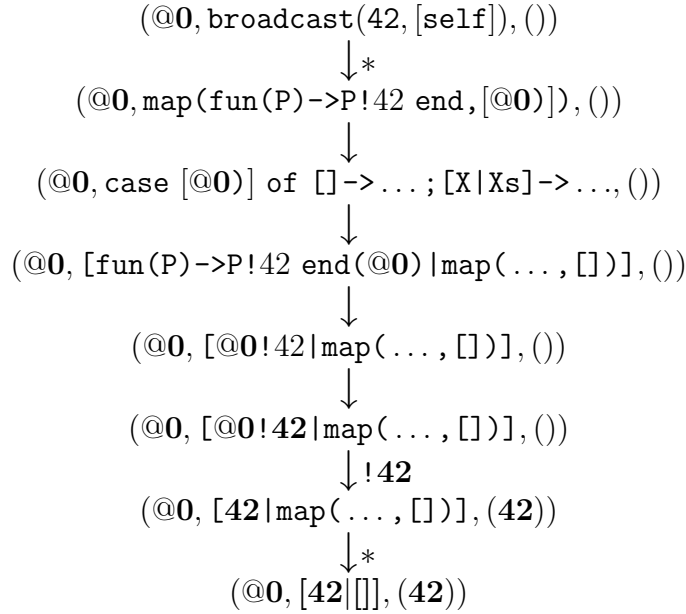 (@0, broadcast(42, [self]), ())
↓ *
(@0, map(fun(P)->P!42 end, [@0)]), ())
↓
(@0, case [@0)] of []->...;[X|Xs]->..., ())
↓
(@0, [fun(P)->P!42 end(@0)|map(...,[])], ())
↓
(@0, [@0!42|map(...,[])], ())
↓
(@0, [@0!42|map(...,[])], ())
↓ !42
(@0, [42|map(...,[])], (42))
↓ *
(@0, [42|[]], (42))